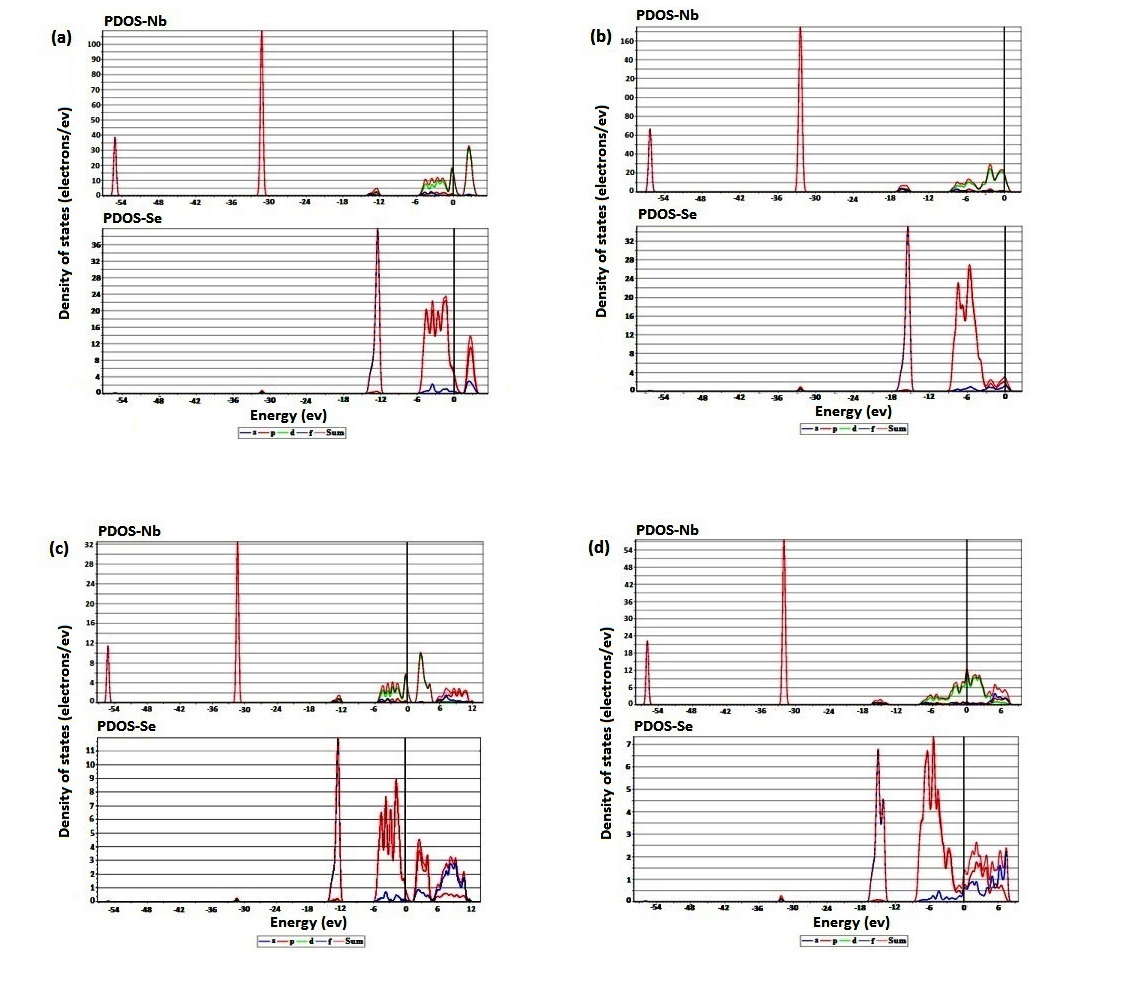 PDOS-Nb
(a)
100
90
80
70
60
50
40
30
20
10
0
-54 -48 -42 -36 -30 -24 -18 -12 -6 0
PDOS-Se
36
32
28
24
20
16
12
8
4
0
-54 -48 -42 -36 -30 -24 -18 -12 -6 0
Density of states (electrons/ev)
Energy (ev)
s p d f Sum
PDOS-Nb
(b)
160
40
20
00
80
60
40
20
0
-54 -48 -42 -36 -30 -24 -18 -12 -6 0
PDOS-Se
32
28
24
20
16
12
8
4
0
-54 -48 -42 -36 -30 -24 -18 -12 -6 0
Density of states (electrons/ev)
Energy (ev)
s p d f Sum
PDOS-Nb
(c)
32
28
24
20
16
12
8
4
0
-54 -48 -42 -36 -30 -24 -18 -12 -6 0 6 12
PDOS-Se
11
10
9
8
7
6
5
4
3
2
1
0
-54 -48 -42 -36 -30 -24 -18 -12 -6 0 6 12
Density of states (electrons/ev)
Energy (ev)
s p d f Sum
PDOS-Nb
(d)
54
48
42
36
30
24
18
12
6
0
-54 -48 -42 -36 -30 -24 -18 -12 -6 0 6
PDOS-Se
7
6
5
4
3
2
1
0
-54 -48 -42 -36 -30 -24 -18 -12 -6 0 6
Density of states (electrons/ev)
Energy (ev)
s p d f Sum